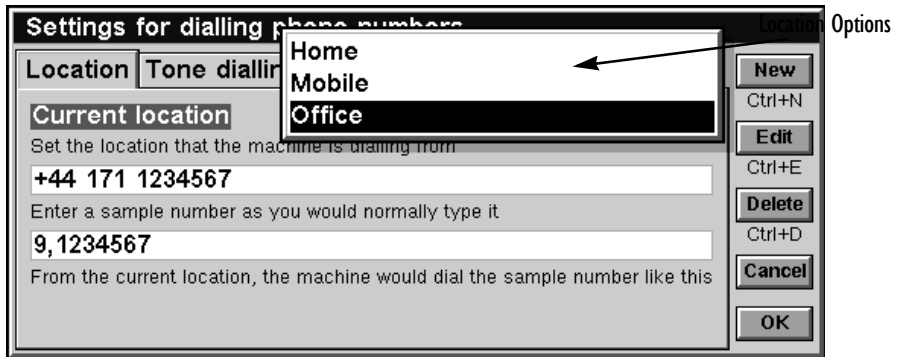 Settings for dialling phone numbers
Location Options
Home
Mobile
Office
Location
Tone diallin
Current location
Set the location that the machine is dialling from
+44 171 1234567
Enter a sample number as you would normally type it
9,1234567
From the current location, the machine would dial the sample number like this
New
Ctrl+N
Edit
Ctrl+E
Delete
Ctrl+D
Cancel
OK